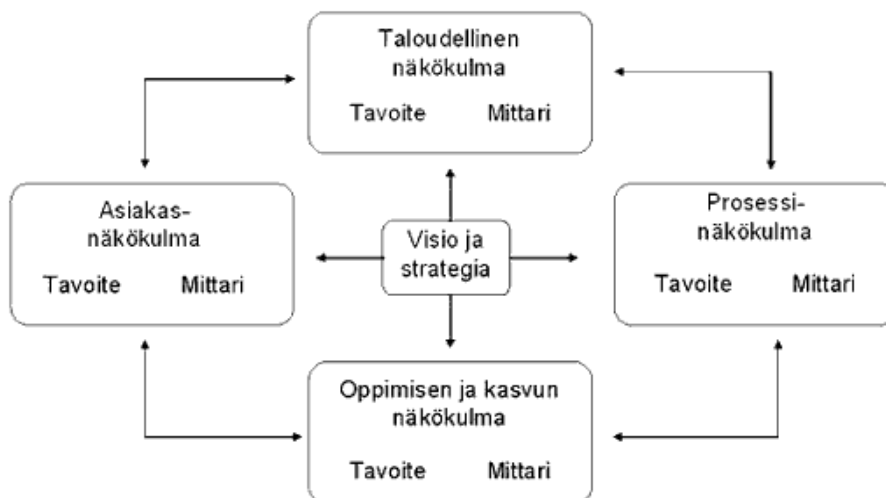 Taloudellinen
näkökulma
Tavoite Mittari
Asiakas-
näkökulma
Tavoite Mittari
Visio ja
strategia
Prosessi-
näkökulma
Tavoite Mittari
Oppimisen ja kasvun
näkökulma
Tavoite Mittari